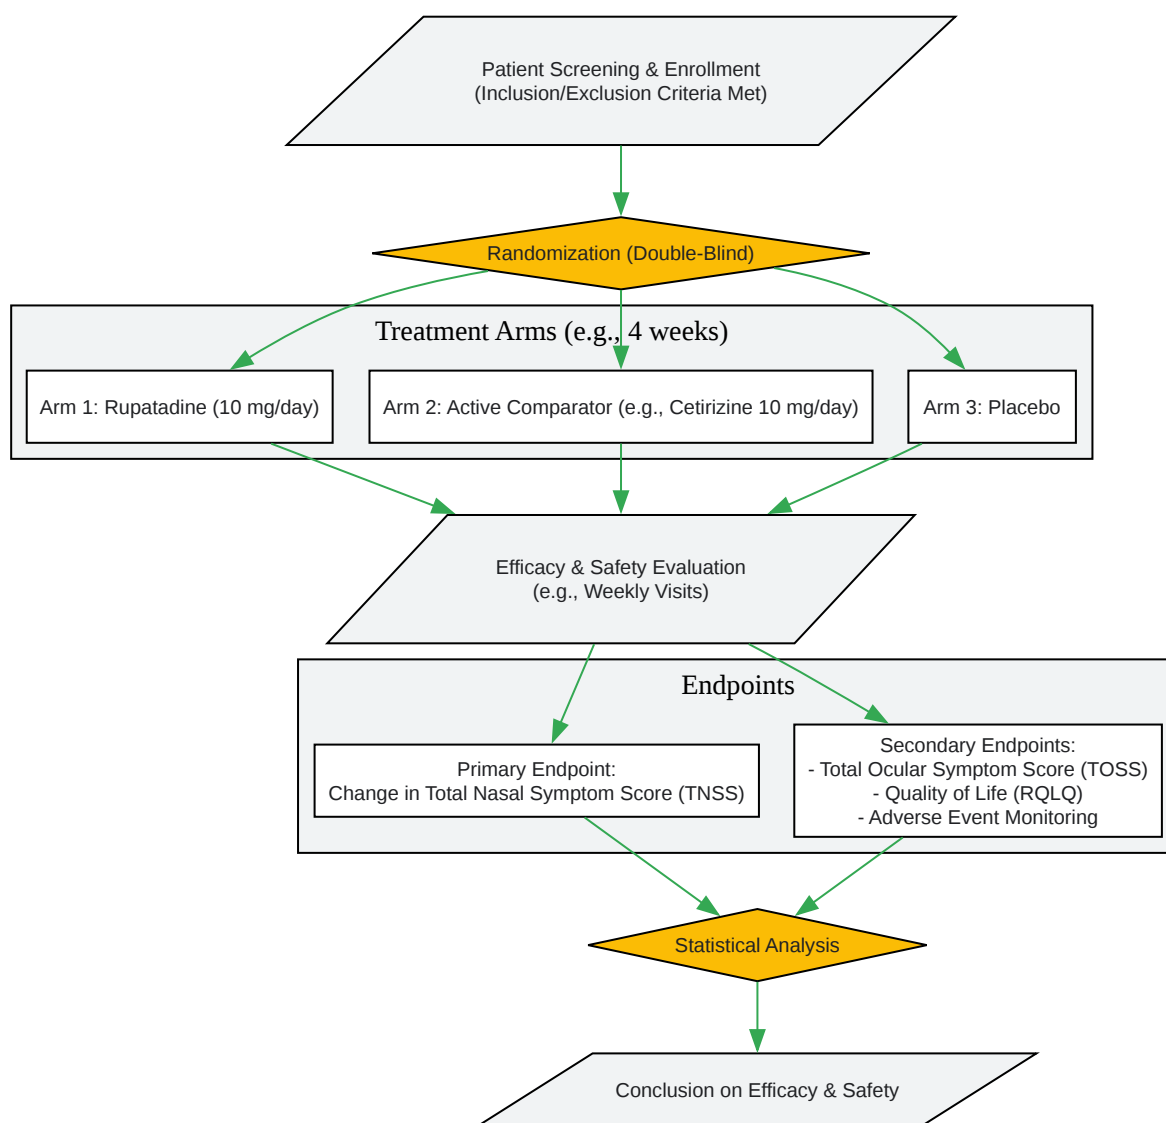 Patient Screening & Enrollment
(Inclusion/Exclusion Criteria Met)
Randomization (Double-Blind)
Treatment Arms (e.g., 4 weeks)
Arm 1: Rupatadine (10 mg/day)
Arm 2: Active Comparator (e.g., Cetirizine 10 mg/day)
Arm 3: Placebo
Efficacy & Safety Evaluation
(e.g., Weekly Visits)
Endpoints
Primary Endpoint:
Change in Total Nasal Symptom Score (TNSS)
Secondary Endpoints:
- Total Ocular Symptom Score (TOSS)
- Quality of Life (RQLQ)
- Adverse Event Monitoring
Statistical Analysis
Conclusion on Efficacy & Safety